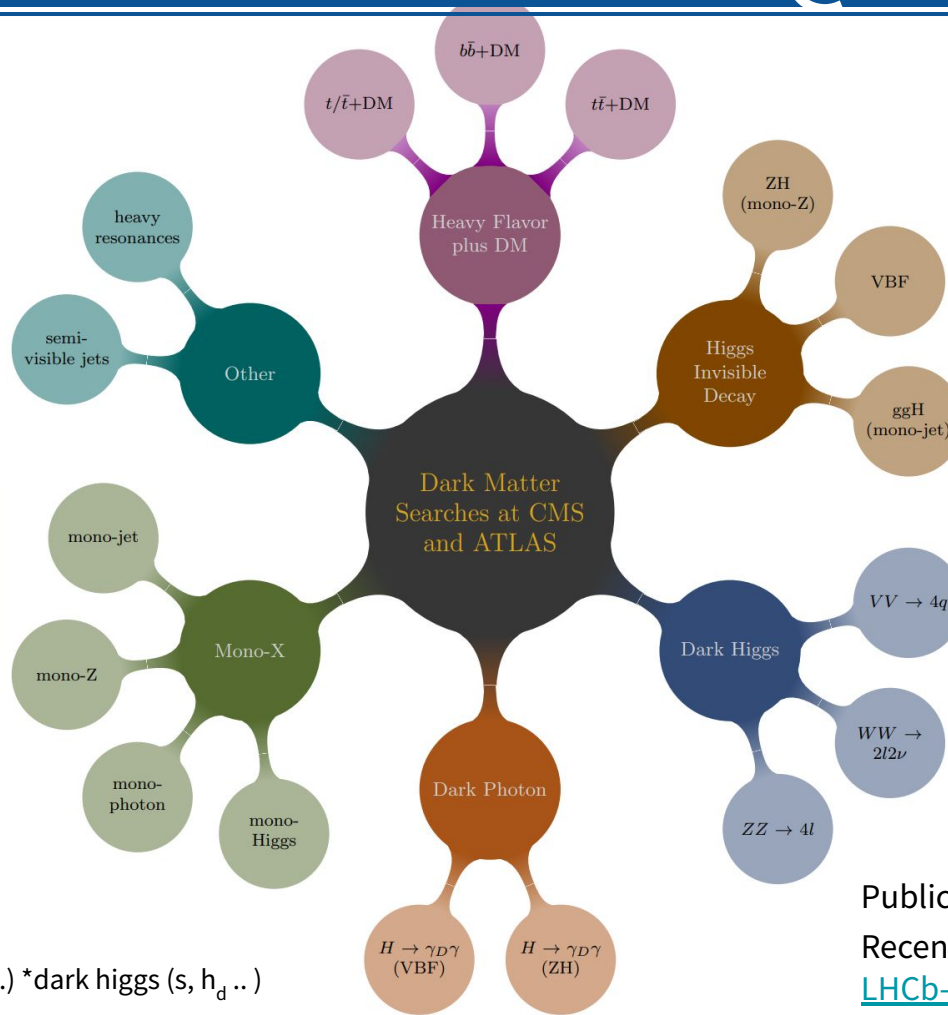 bb̄+DM
t/t̄+DM
tt̄+DM
Heavy Flavor
plus DM
ZH
(mono-Z)
VBF
ggH
(mono-jet)
Higgs
Invisible
Decay
heavy
resonances
semi-
visible jets
Other
Dark Matter
Searches at CMS
and ATLAS
mono-jet
mono-Z
mono-
photon
mono-
Higgs
Mono-X
Dark Higgs
VV → 4q
WW →
2l2ν
ZZ → 4l
Dark Photon
H → γ_Dγ
(VBF)
H → γ_Dγ
(ZH)
.) *dark higgs (s, h_d .. )
Public
Recen
LHCb-